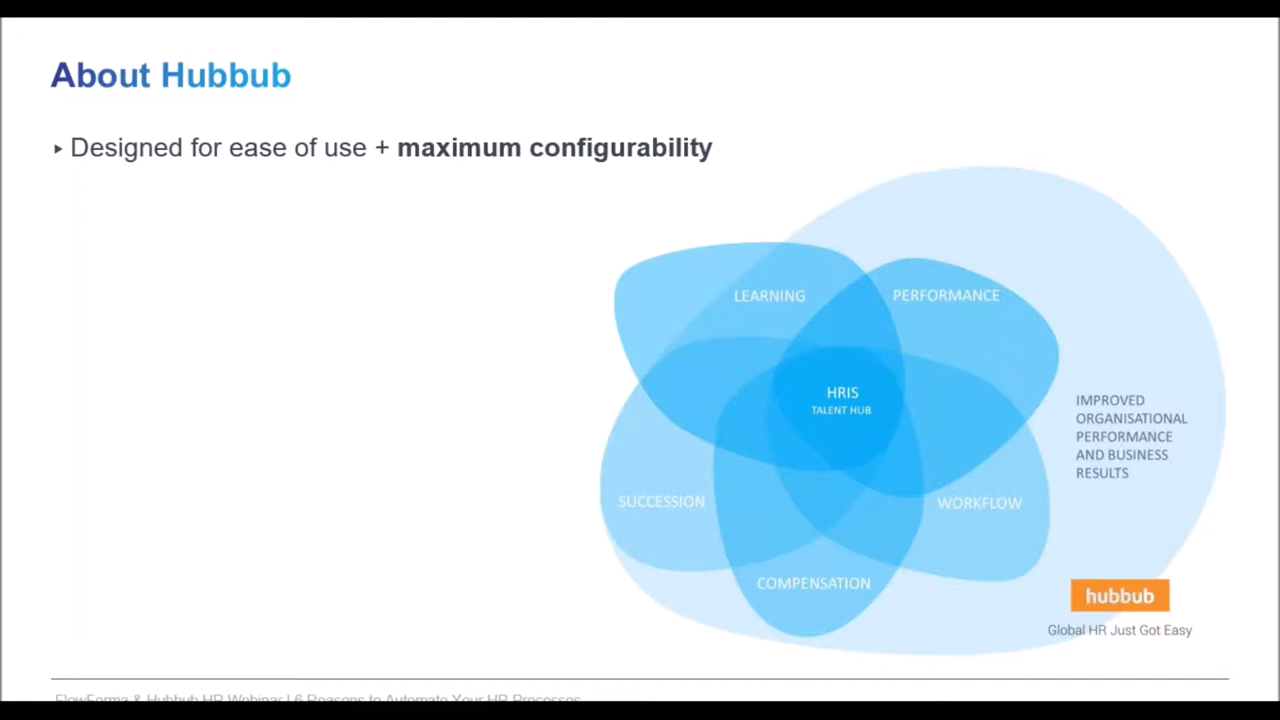 About Hubbub
▸ Designed for ease of use + maximum configurability
LEARNING
PERFORMANCE
HRIS
TALENT HUB
IMPROVED
ORGANISATIONAL
PERFORMANCE
AND BUSINESS
RESULTS
SUCCESSION
WORKFLOW
COMPENSATION
hubbub
Global HR Just Got Easy
FlowForma & Hubbub HR Webinar | 6 Reasons to Automate Your HR Processes